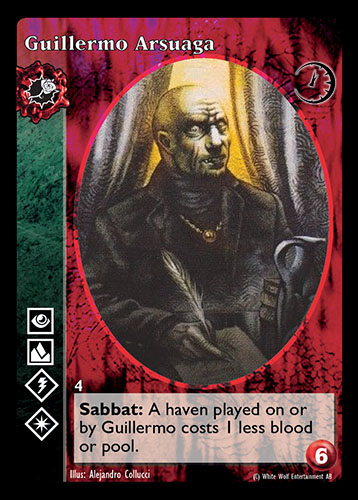 Guillermo Arsuaga
4
Sabbat: A haven played on or
by Guillermo costs 1 less blood
or pool.
6
Illus: Alejandro Collucci
(C) White Wolf Entertainment AB